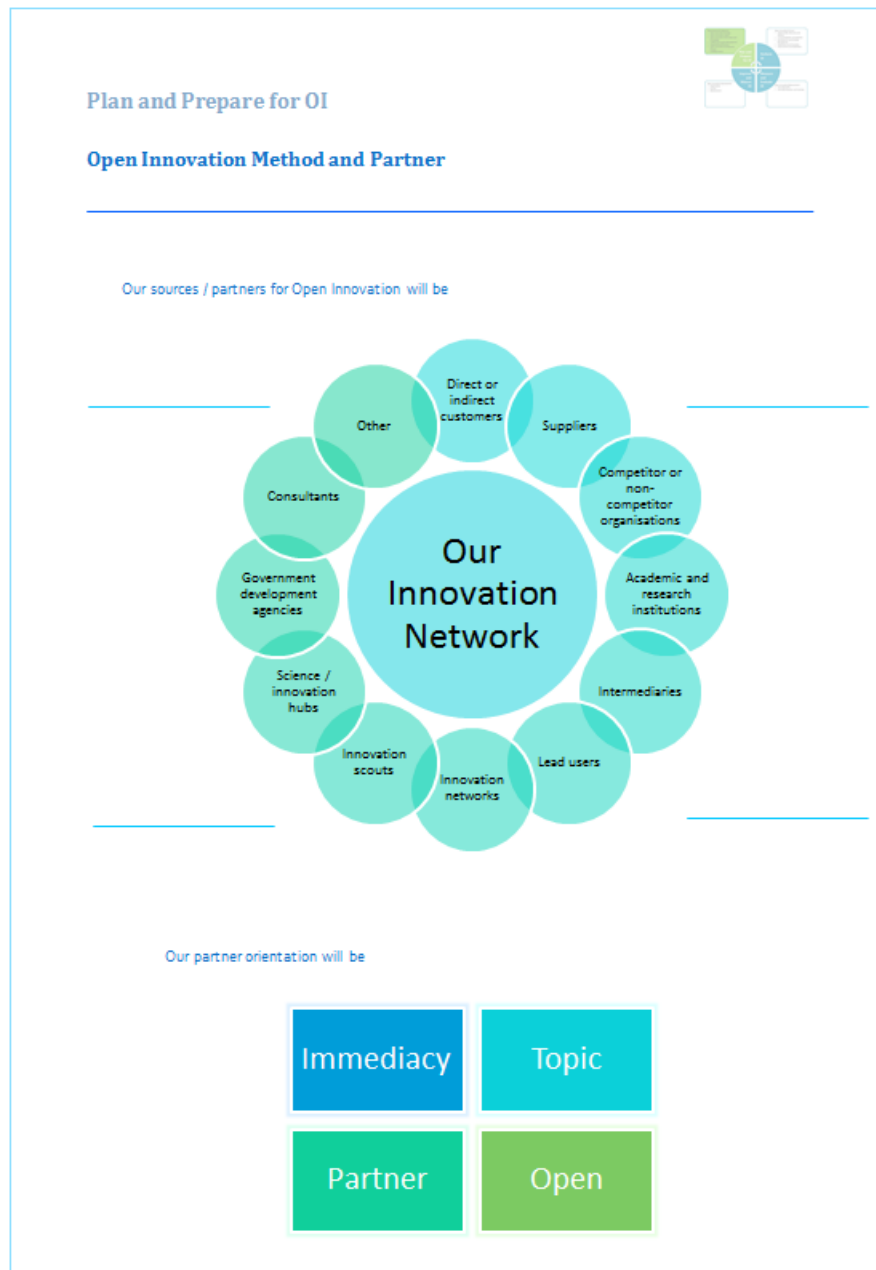 Plan and Prepare for OI
Open Innovation Method and Partner
Our sources / partners for Open Innovation will be
Direct or
indirect
customers
Suppliers
Competitor or
non-
competitor
organisations
Academic and
research
institutions
Intermediaries
Lead users
Innovation
networks
Innovation
scouts
Science /
innovation
hubs
Government
development
agencies
Consultants
Other
Our
Innovation
Network
Our partner orientation will be
Immediacy
Topic
Partner
Open